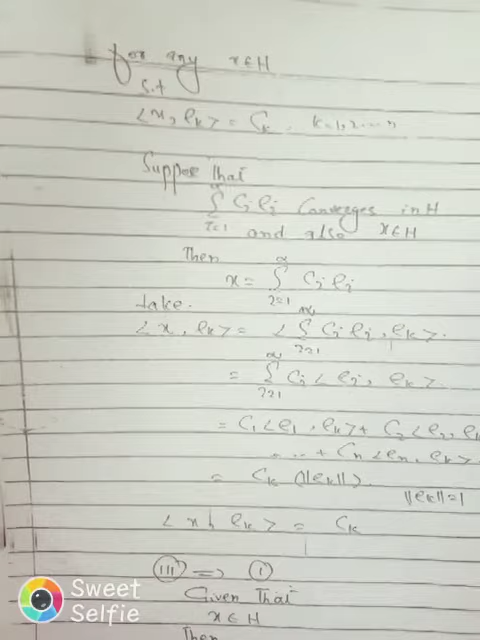 for any x∈H
s.t
<x, ek> = Ck, k=1,2...n
Suppose That
∞
∑ Ci ei Converges in H
i=1 and also x∈H
Then ∞
x = ∑ Ci ei
i=1
take. ∞
<x, ek> = <∑ Ci ei, ek>.
i=1
∞
= ∑ Ci <ei, ek>
i=1
= C1<e1, ek> + C2<e2, e
... + Cn<en, ek>
= Ck (||ek||). ||ek||=1
<x, ek> = Ck
(iii) => (i)
Given That
x∈H
Then
Sweet
Selfie